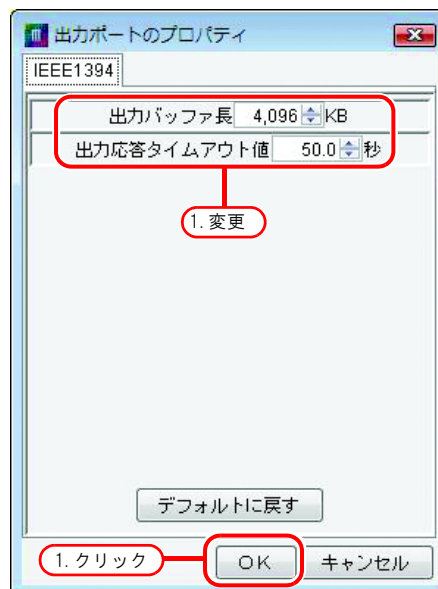 出力ポートのプロパティ
IEEE1394
出力バッファ長 4,096 KB
出力応答タイムアウト値 50.0 秒
1. 変更
デフォルトに戻す
1. クリック OK キャンセル